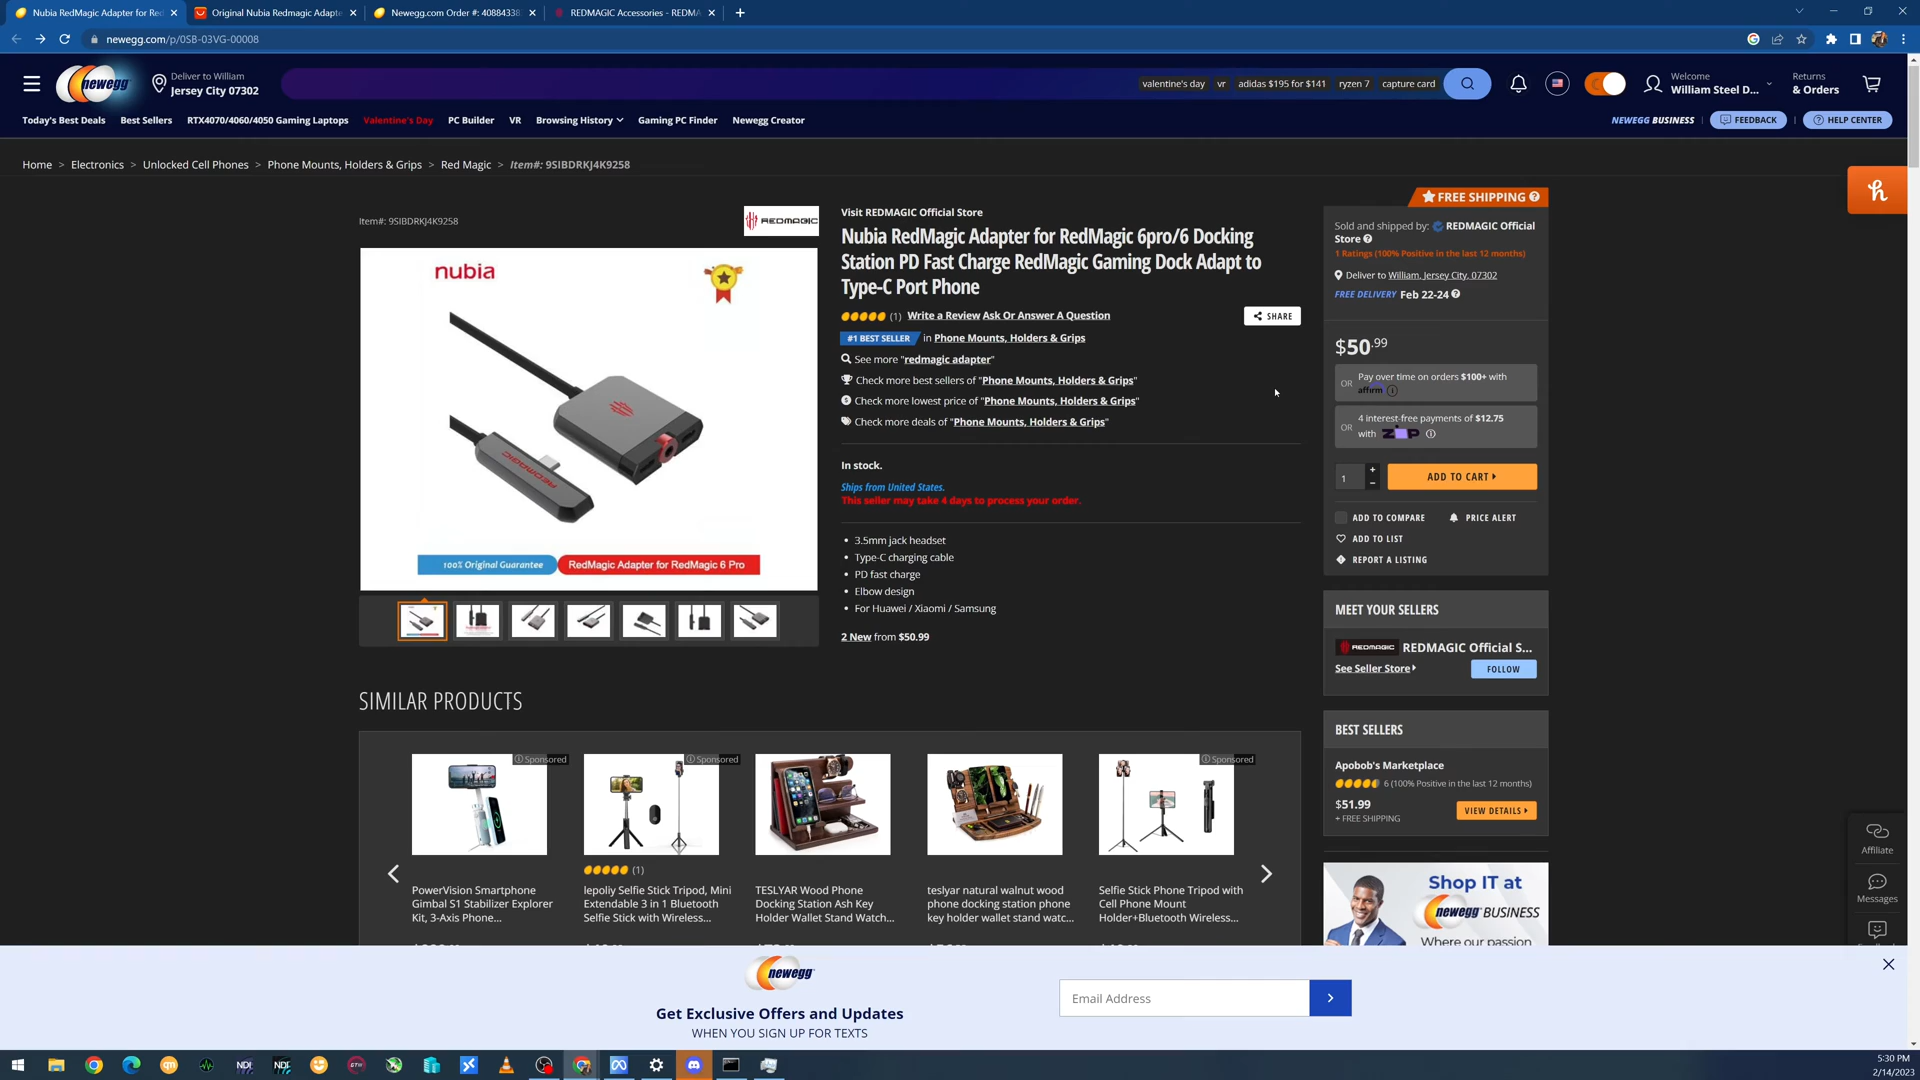 Nubia RedMagic Adapter for Red
Original Nubia Redmagic Adapte
Newegg.com Order #: 40884338
REDMAGIC Accessories - REDMA
newegg.com/p/0SB-03VG-00008
newegg
Deliver to William
Jersey City 07302
valentine's day
vr
adidas $195 for $141
ryzen 7
capture card
Welcome
William Steel D...
Returns
& Orders
Today's Best Deals
Best Sellers
RTX4070/4060/4050 Gaming Laptops
Valentine's Day
PC Builder
VR
Browsing History
Gaming PC Finder
Newegg Creator
NEWEGG BUSINESS
FEEDBACK
HELP CENTER
Home > Electronics > Unlocked Cell Phones > Phone Mounts, Holders & Grips > Red Magic > Item#: 9SIBDRKJ4K9258
Item#: 9SIBDRKJ4K9258
REDMAGIC
nubia
REDMAGIC
100% Original Guarantee
RedMagic Adapter for RedMagic 6 Pro
Visit REDMAGIC Official Store
Nubia RedMagic Adapter for RedMagic 6pro/6 Docking
Station PD Fast Charge RedMagic Gaming Dock Adapt to
Type-C Port Phone
(1) Write a Review Ask Or Answer A Question
SHARE
#1 BEST SELLER in Phone Mounts, Holders & Grips
See more "redmagic adapter"
Check more best sellers of "Phone Mounts, Holders & Grips"
Check more lowest price of "Phone Mounts, Holders & Grips"
Check more deals of "Phone Mounts, Holders & Grips"
In stock.
Ships from United States.
This seller may take 4 days to process your order.
• 3.5mm jack headset
• Type-C charging cable
• PD fast charge
• Elbow design
• For Huawei / Xiaomi / Samsung
2 New from $50.99
FREE SHIPPING
Sold and shipped by: REDMAGIC Official
Store
1 Ratings (100% Positive in the last 12 months)
Deliver to William, Jersey City, 07302
FREE DELIVERY Feb 22-24
$50.99
OR
Pay over time on orders $100+ with
affirm
OR
4 interest-free payments of $12.75
with ZIP
1
+
−
ADD TO CART
ADD TO COMPARE
PRICE ALERT
ADD TO LIST
REPORT A LISTING
MEET YOUR SELLERS
REDMAGIC
REDMAGIC Official S...
See Seller Store
FOLLOW
BEST SELLERS
Apobob's Marketplace
6 (100% Positive in the last 12 months)
$51.99
+ FREE SHIPPING
VIEW DETAILS
Shop IT at
newegg BUSINESS
Where our passion
SIMILAR PRODUCTS
Sponsored
PowerVision Smartphone
Gimbal S1 Stabilizer Explorer
Kit, 3-Axis Phone...
Sponsored
(1)
lepoliy Selfie Stick Tripod, Mini
Extendable 3 in 1 Bluetooth
Selfie Stick with Wireless...
TESLYAR Wood Phone
Docking Station Ash Key
Holder Wallet Stand Watch...
teslyar natural walnut wood
phone docking station phone
key holder wallet stand watc...
Sponsored
Selfie Stick Phone Tripod with
Cell Phone Mount
Holder+Bluetooth Wireless...
Affiliate
Messages
newegg
Get Exclusive Offers and Updates
WHEN YOU SIGN UP FOR TEXTS
Email Address
5:30 PM
2/14/2023